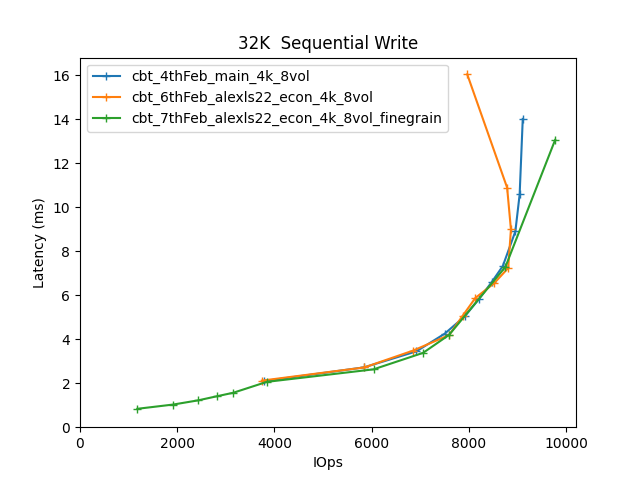 32K  Sequential Write
cbt_4thFeb_main_4k_8vol
cbt_6thFeb_alexls22_econ_4k_8vol
cbt_7thFeb_alexls22_econ_4k_8vol_finegrain
Latency (ms)
16
14
12
10
8
6
4
2
0
0 2000 4000 6000 8000 10000
IOps